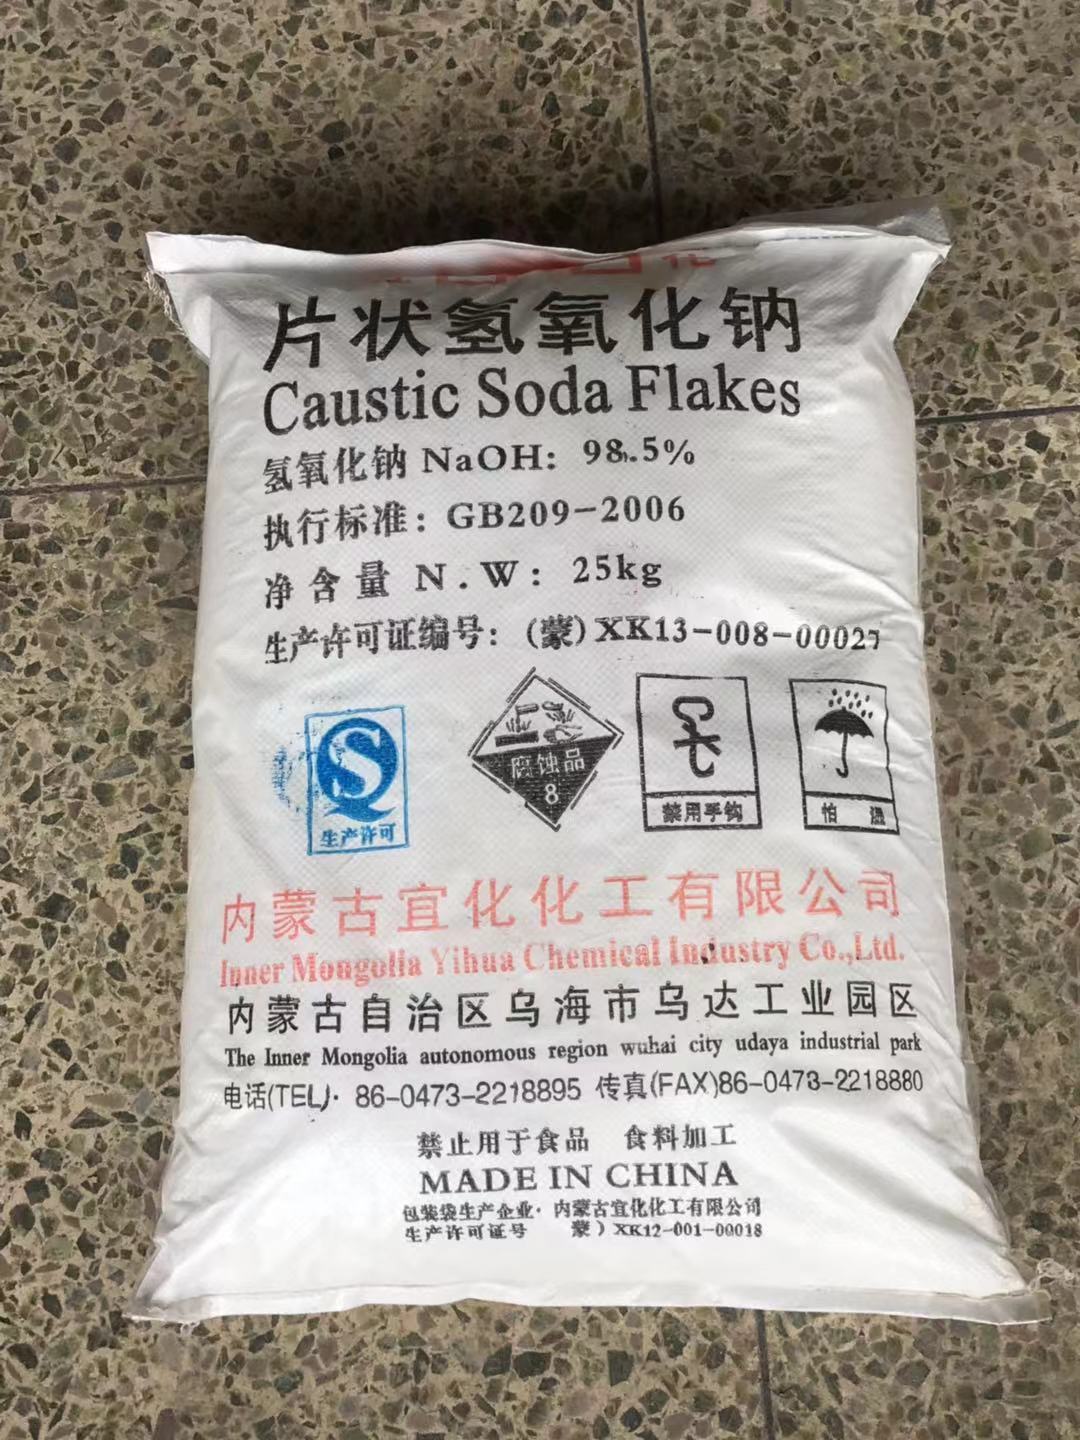 化
片状氢氧化钠
Caustic Soda Flakes
氢氧化钠 NaOH: 98.5%
执行标准: GB209-2006
净含量 N.W: 25kg
生产许可证编号: (蒙)XK13-008-00027
生产许可
腐蚀品
8
禁用手钩
怕湿
内蒙古宜化化工有限公司
Inner Mongolia Yihua Chemical Industry Co.,Ltd.
内蒙古自治区乌海市乌达工业园区
The Inner Mongolia autonomous region wuhai city udaya industrial park
电话(TEL)· 86-0473-2218895 传真(FAX)86-0473-2218880
禁止用于食品 食料加工
MADE IN CHINA
包装袋生产企业·内蒙古宜化化工有限公司
生产许可证号 蒙)XK12-001-00018